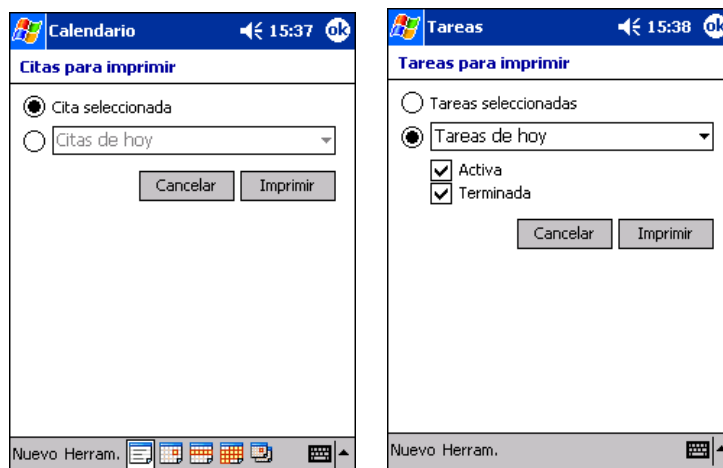 Calendario 15:37 ok
Citas para imprimir
Cita seleccionada
Citas de hoy
Cancelar Imprimir
Nuevo Herram.
Tareas 15:38 ok
Tareas para imprimir
Tareas seleccionadas
Tareas de hoy
Activa
Terminada
Cancelar Imprimir
Nuevo Herram.